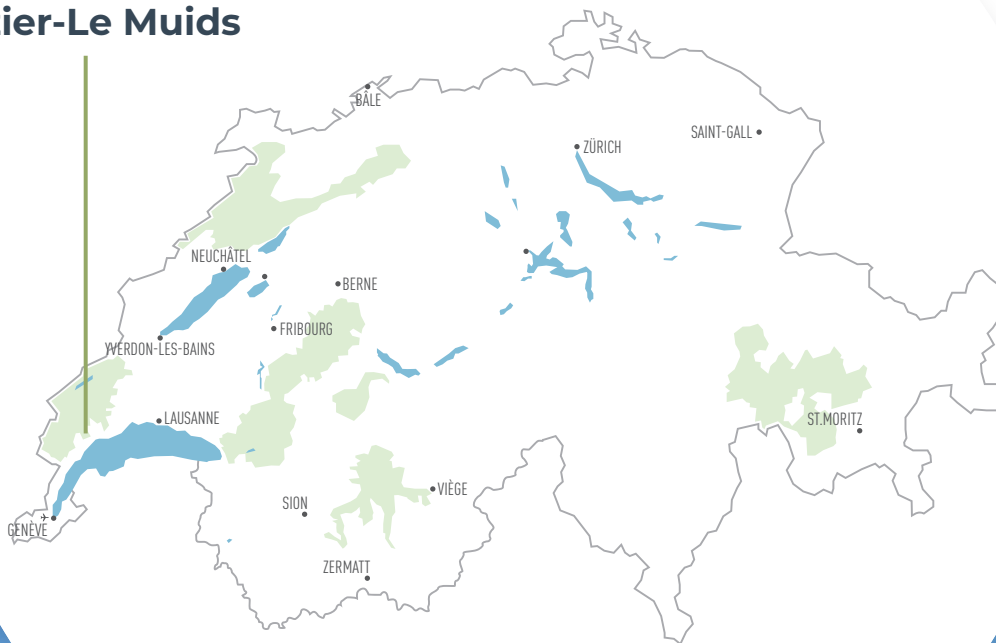 ier-Le Muids
BÂLE
SAINT-GALL
ZÜRICH
NEUCHÂTEL
BERNE
FRIBOURG
YVERDON-LES-BAINS
LAUSANNE
ST.MORITZ
VIÈGE
SION
GENÈVE
ZERMATT